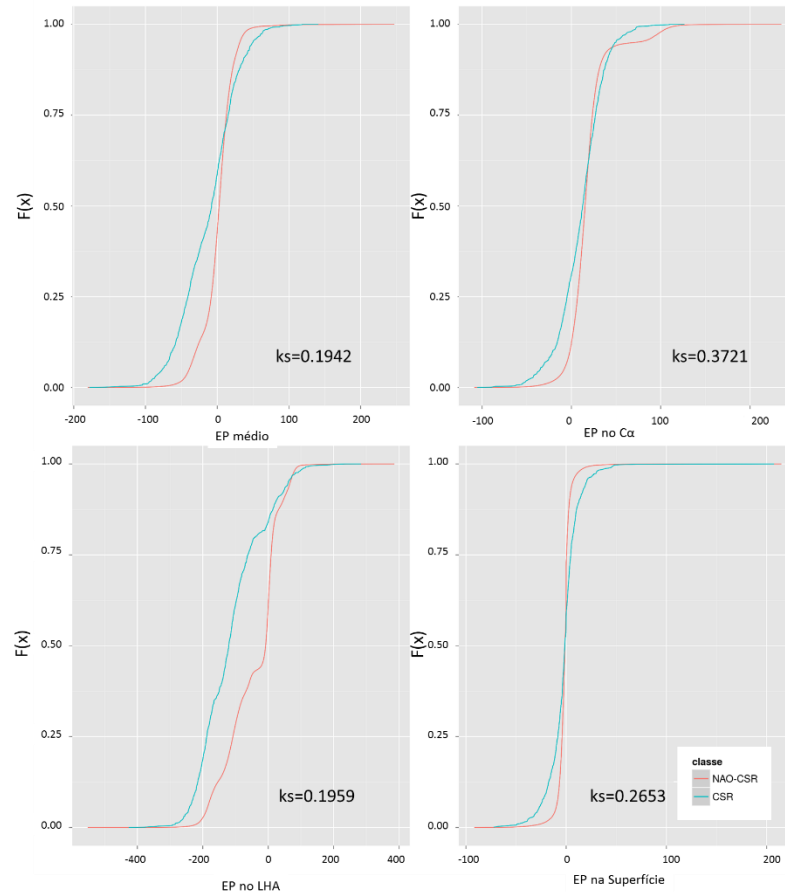 1.00
0.75
0.50
0.25
0.00
F(x)
ks=0.1942
-200 -100 0 100 200
EP médio
1.00
0.75
0.50
0.25
0.00
F(x)
ks=0.3721
-100 0 100 200
EP no Cα
1.00
0.75
0.50
0.25
0.00
F(x)
ks=0.1959
-400 -200 0 200 400
EP no LHA
1.00
0.75
0.50
0.25
0.00
F(x)
classe
NAO-CSR
CSR
ks=0.2653
-100 0 100 200
EP na Superfície